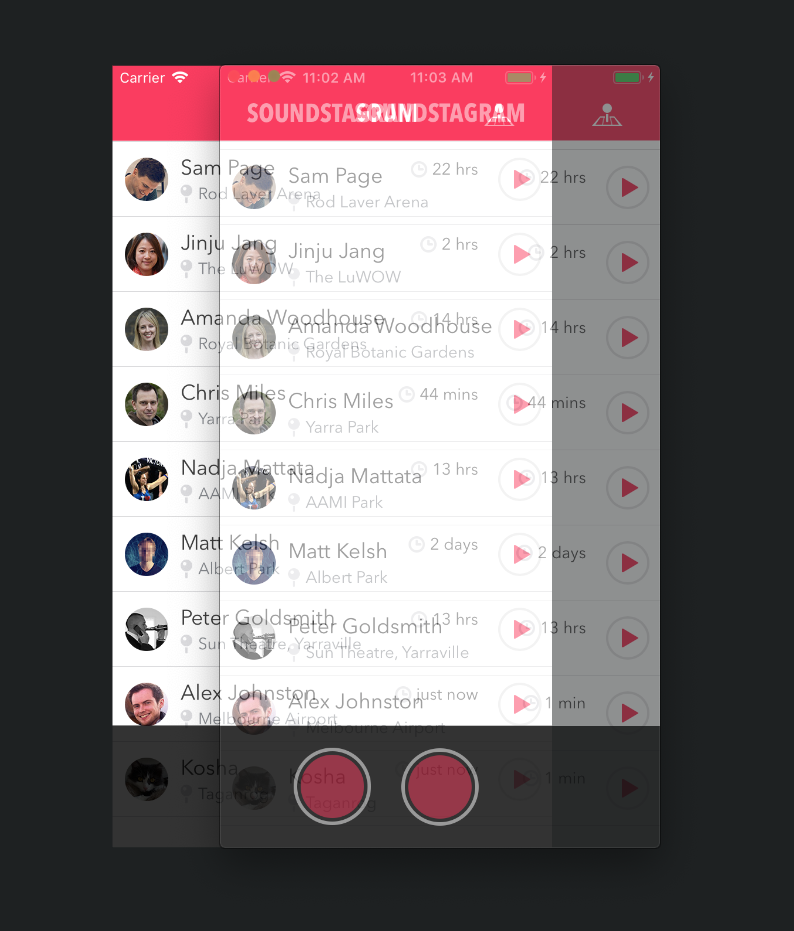 Carrier 11:02 AM
Carrier 11:03 AM
SOUNDSTAGRAM
SOUNDSTAGRAM
Sam Page
Rod Laver Arena
Sam Page
22 hrs
Rod Laver Arena
22 hrs
Jinju Jang
The LuWOW
Jinju Jang
2 hrs
The LuWOW
2 hrs
Amanda Woodhouse
Royal Botanic Gardens
Amanda Woodhouse
14 hrs
Royal Botanic Gardens
14 hrs
Chris Miles
Yarra Park
Chris Miles
44 mins
Yarra Park
44 mins
Nadja Mattata
AAMI Park
Nadja Mattata
13 hrs
AAMI Park
13 hrs
Matt Kelsh
Albert Park
Matt Kelsh
2 days
Albert Park
2 days
Peter Goldsmith
Sun Theatre, Yarraville
Peter Goldsmith
13 hrs
Sun Theatre, Yarraville
13 hrs
Alex Johnston
Melbourne Airport
Alex Johnston
just now
Melbourne Airport
1 min
Kosha
Taganrog
Kosha
just now
Taganrog
1 min